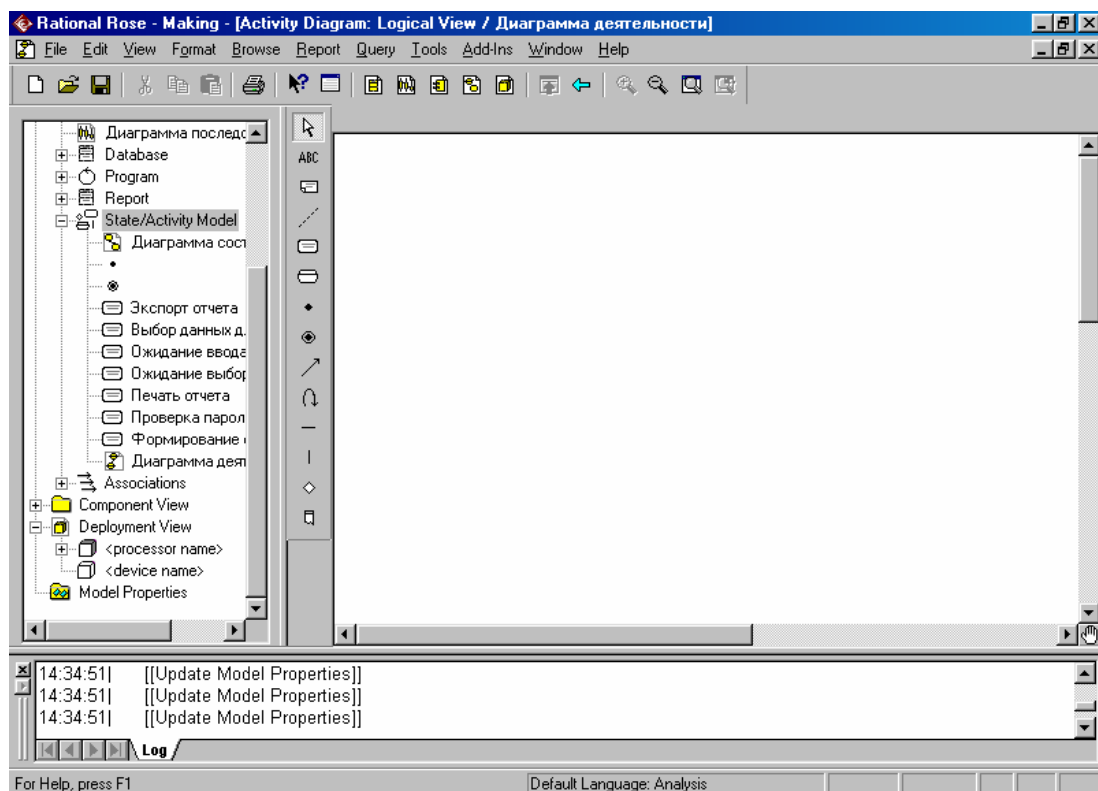 Rational Rose - Making - [Activity Diagram: Logical View / Диаграмма деятельности]
File Edit View Format Browse Report Query Tools Add-Ins Window Help
Диаграмма послед
Database
Program
Report
State/Activity Model
Диаграмма сост
Экспорт отчета
Выбор данных д
Ожидание ввода
Ожидание выбор
Печать отчета
Проверка парол
Формирование
Диаграмма деят
Associations
Component View
Deployment View
<processor name>
<device name>
Model Properties
ABC
14:34:51| [[Update Model Properties]]
14:34:51| [[Update Model Properties]]
14:34:51| [[Update Model Properties]]
Log
For Help, press F1
Default Language: Analysis